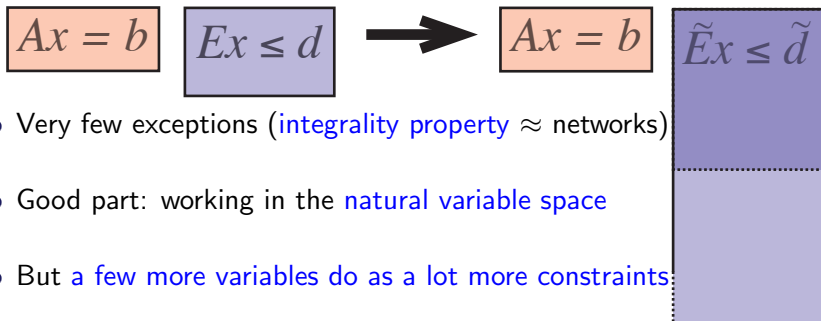 Ax = b Ex ≤ d Ax = b Ẽx ≤ d̃
• Very few exceptions (integrality property ≈ networks)
• Good part: working in the natural variable space
• But a few more variables do as a lot more constraints